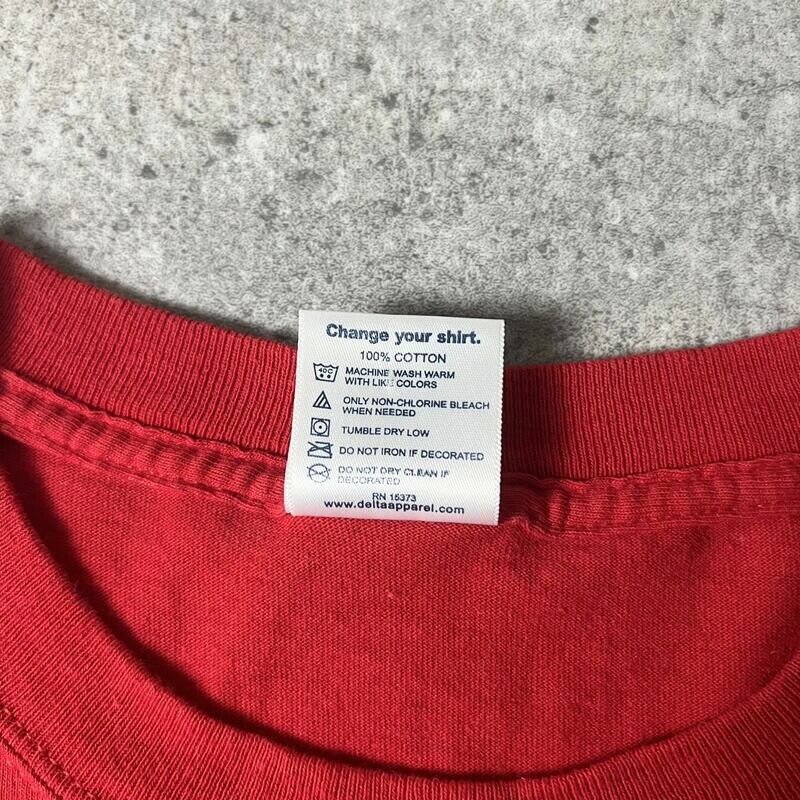 Change your shirt.
100% COTTON
40C
MACHINE WASH WARM
WITH LIKE COLORS
ONLY NON-CHLORINE BLEACH
WHEN NEEDED
TUMBLE DRY LOW
DO NOT IRON IF DECORATED
DO NOT DRY CLEAN IF
DECORATED
RN 15373
www.deltaapparel.com